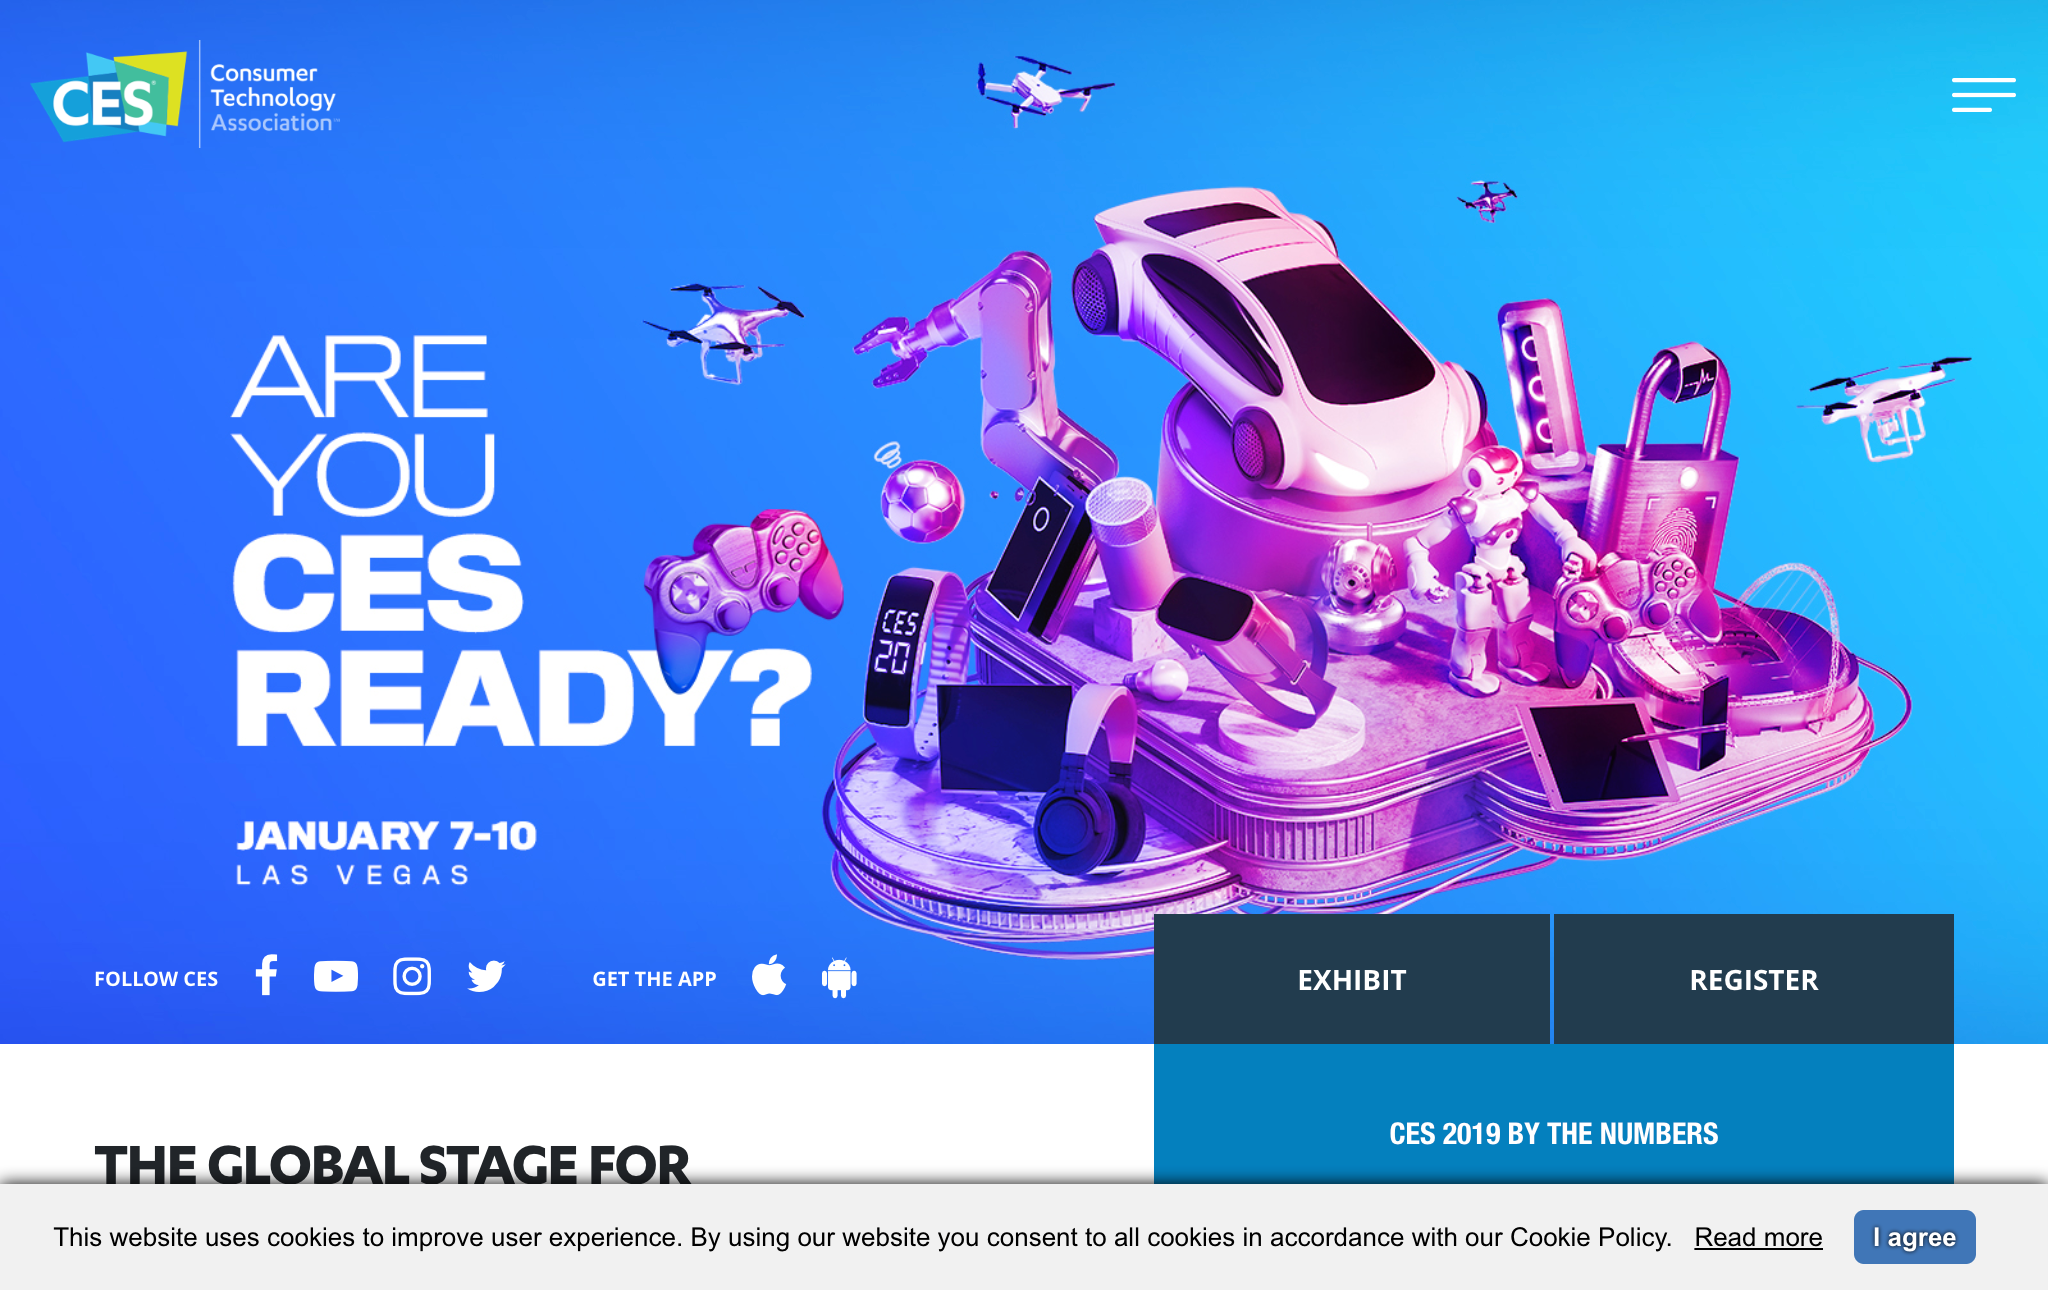 CES®
Consumer
Technology
Association™
ARE
YOU
CES
READY?
CES
20
JANUARY 7-10
LAS VEGAS
FOLLOW CES
GET THE APP
EXHIBIT
REGISTER
CES 2019 BY THE NUMBERS
THE GLOBAL STAGE FOR
This website uses cookies to improve user experience. By using our website you consent to all cookies in accordance with our Cookie Policy. Read more
I agree